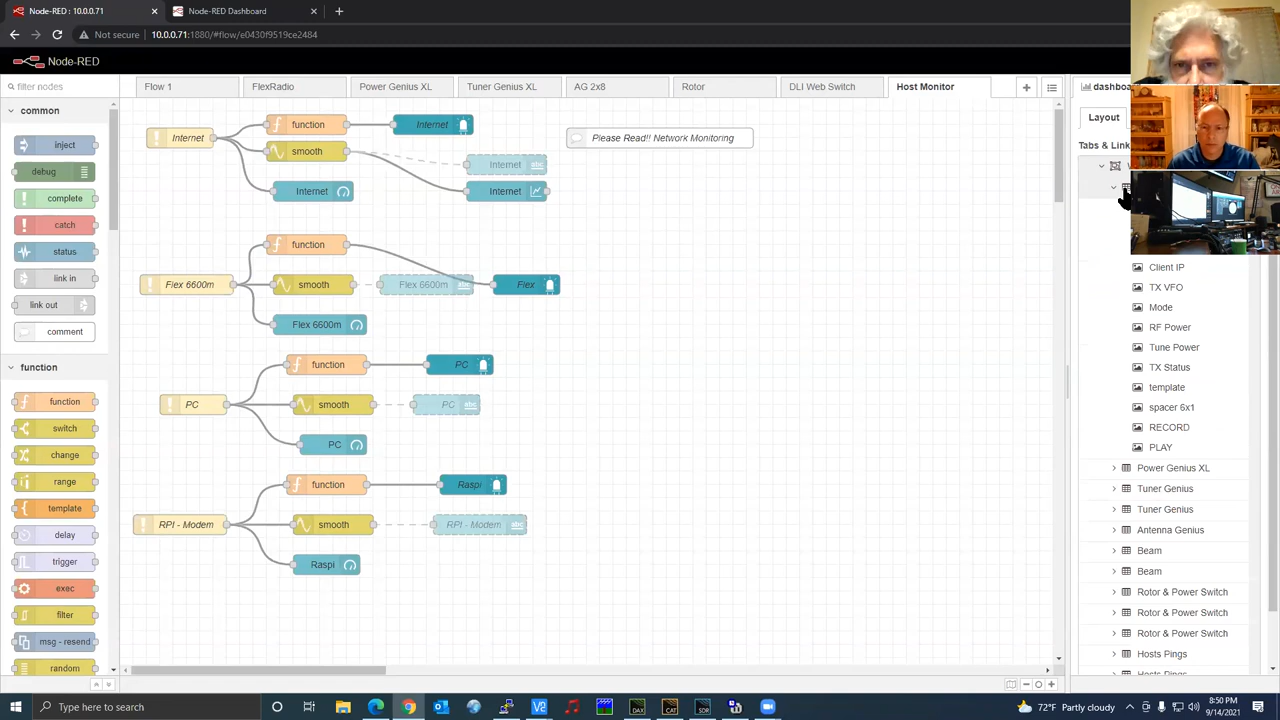 Node-RED : 10.0.0.71
Node-RED Dashboard
Not secure | 10.0.0.71:1880/#flow/e0430f9519ce2484
Node-RED
filter nodes
Flow 1
FlexRadio
Power Genius XL
Tuner Genius XL
AG 2x8
Rotor
DLI Web Switch
Host Monitor
common
inject
debug
complete
catch
status
link in
link out
comment
function
function
switch
change
range
template
delay
trigger
exec
filter
msg - resend
random
Internet
function
Internet
smooth
Internet
Internet
Internet
Please Read!! Network Monitoring
Flex 6600m
function
smooth
Flex 6600m
Flex
Flex 6600m
PC
function
PC
smooth
PC
PC
RPI - Modem
function
Raspi
smooth
RPI - Modem
Raspi
Layout
Client IP
TX VFO
Mode
RF Power
Tune Power
TX Status
template
spacer 6x1
RECORD
PLAY
Power Genius XL
Tuner Genius
Tuner Genius
Antenna Genius
Beam
Beam
Rotor & Power Switch
Rotor & Power Switch
Rotor & Power Switch
Hosts Pings
Type here to search
DAX
CAT
SDR
72°F Partly cloudy
8:50 PM
9/14/2021